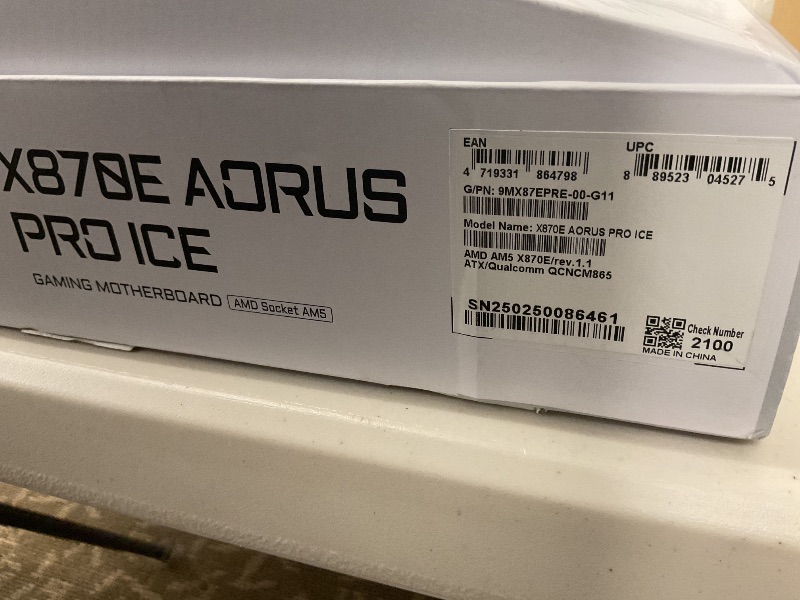 X870E AORUS
PRO ICE
GAMING MOTHERBOARD AMD Socket AM5
EAN
4 719331 864798
UPC
8 89523 04527 5
G/PN: 9MX87EPRE-00-G11
Model Name: X870E AORUS PRO ICE
AMD AM5 X870E/rev.1.1
ATX/Qualcomm QCNCM865
SN250250086461
Check Number
2100
MADE IN CHINA